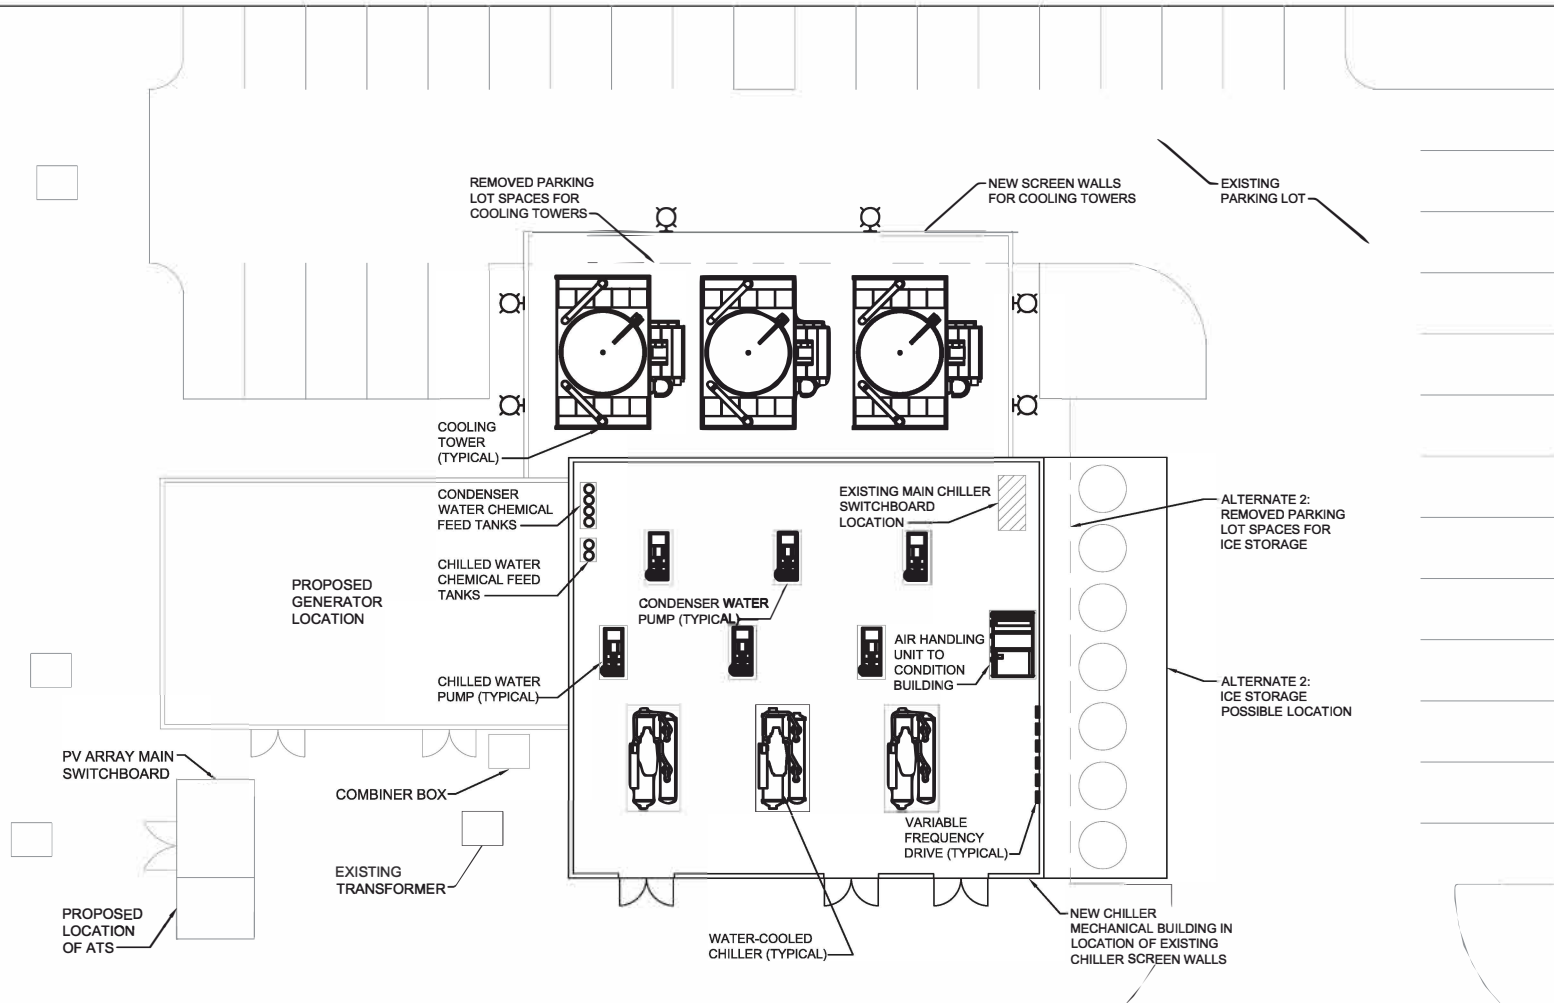 REMOVED PARKING
LOT SPACES FOR
COOLING TOWERS
NEW SCREEN WALLS
FOR COOLING TOWERS
EXISTING
PARKING LOT
COOLING
TOWER
(TYPICAL)
CONDENSER
WATER CHEMICAL
FEED TANKS
EXISTING MAIN CHILLER
SWITCHBOARD
LOCATION
ALTERNATE 2:
REMOVED PARKING
LOT SPACES FOR
ICE STORAGE
CHILLED WATER
CHEMICAL FEED
TANKS
PROPOSED
GENERATOR
LOCATION
CONDENSER WATER
PUMP (TYPICAL)
AIR HANDLING
UNIT TO
CONDITION
BUILDING
CHILLED WATER
PUMP (TYPICAL)
ALTERNATE 2:
ICE STORAGE
POSSIBLE LOCATION
PV ARRAY MAIN
SWITCHBOARD
COMBINER BOX
VARIABLE
FREQUENCY
DRIVE (TYPICAL)
EXISTING
TRANSFORMER
PROPOSED
LOCATION
OF ATS
WATER-COOLED
CHILLER (TYPICAL)
NEW CHILLER
MECHANICAL BUILDING IN
LOCATION OF EXISTING
CHILLER SCREEN WALLS